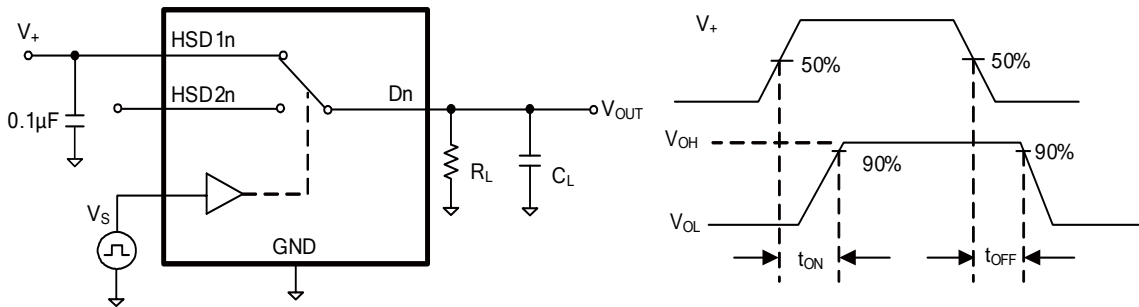 V+
HSD1n
HSD2n
Dn
VOUT
0.1µF
RL
CL
VS
GND
V+
50%
50%
VOH
90%
90%
VOL
tON
tOFF